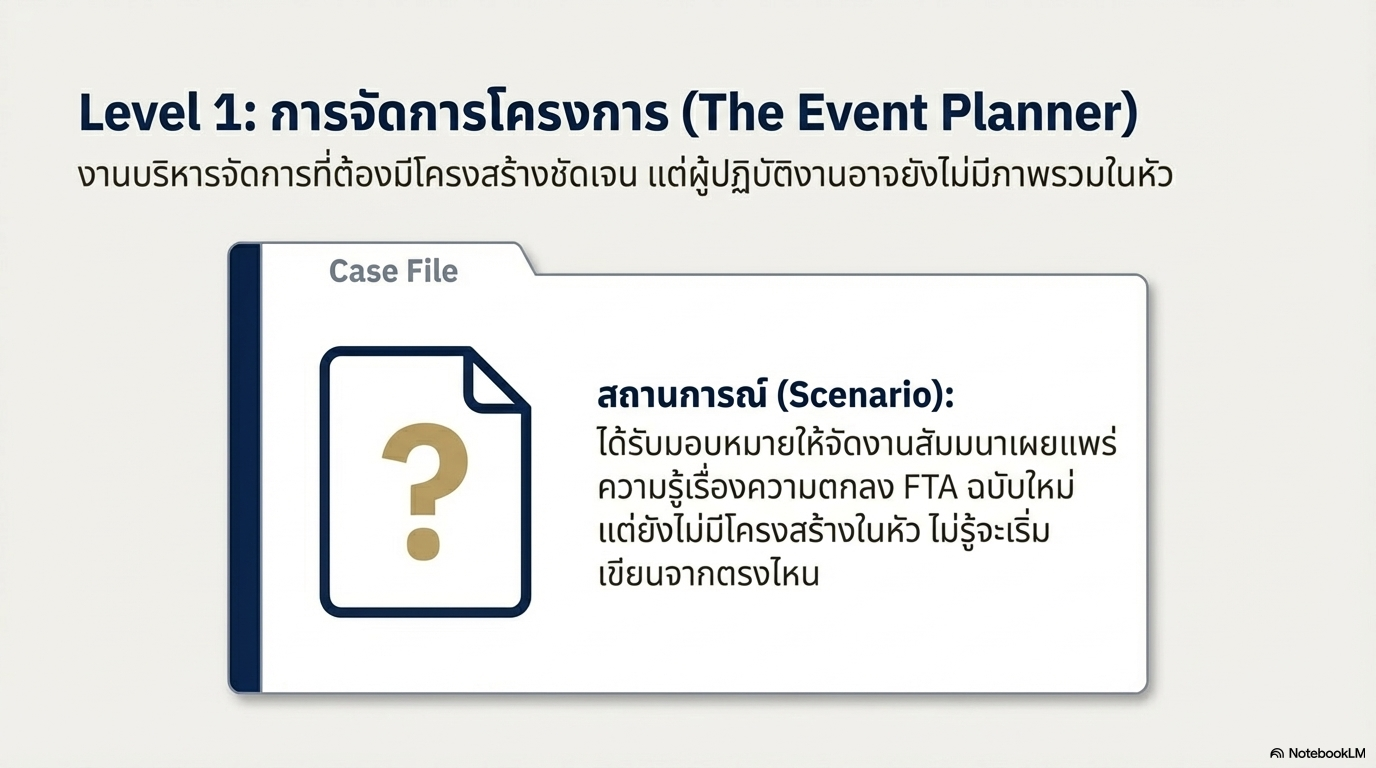 Level 1: การจัดการโครงการ (The Event Planner)
งานบริหารจัดการที่ต้องมีโครงสร้างชัดเจน แต่ผู้ปฏิบัติงานอาจยังไม่มีภาพรวมในหัว
Case File
?
สถานการณ์ (Scenario):
ได้รับมอบหมายให้จัดงานสัมมนาเผยแพร่
ความรู้เรื่องความตกลง FTA ฉบับใหม่
แต่ยังไม่มีโครงสร้างในหัว ไม่รู้จะเริ่ม
เขียนจากตรงไหน
NotebookLM